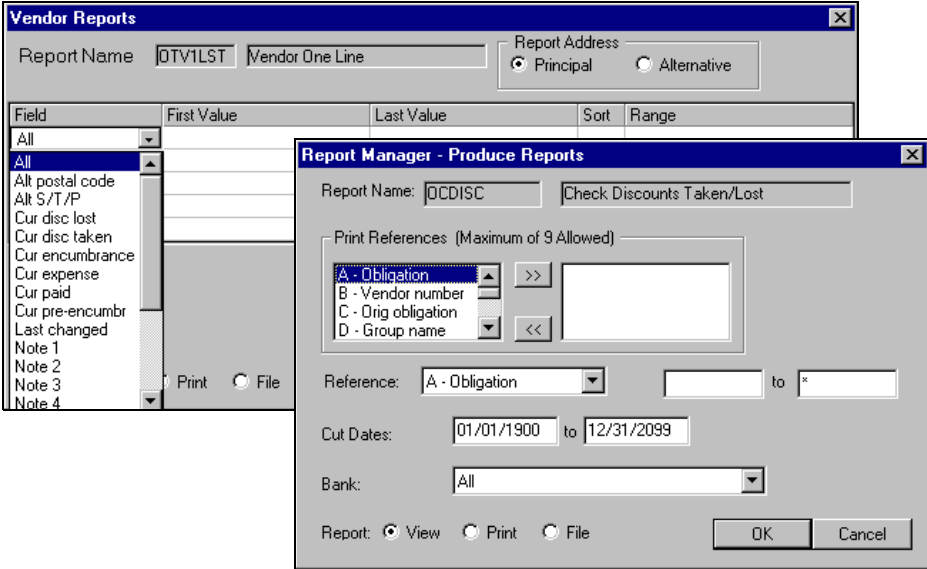 Vendor Reports
Report Name OTV1LST Vendor One Line
Report Address
Principal Alternative
Field First Value Last Value Sort Range
All
All
Alt postal code
Alt S/T/P
Cur disc lost
Cur disc taken
Cur encumbrance
Cur expense
Cur paid
Cur pre-encumbr
Last changed
Note 1
Note 2
Note 3
Note 4
Print File
Report Manager - Produce Reports
Report Name: OCDISC Check Discounts Taken/Lost
Print References (Maximum of 9 Allowed)
A - Obligation
B - Vendor number
C - Orig obligation
D - Group name
>>
<<
Reference: A - Obligation to *
Cut Dates: 01/01/1900 to 12/31/2099
Bank: All
Report: View Print File OK Cancel